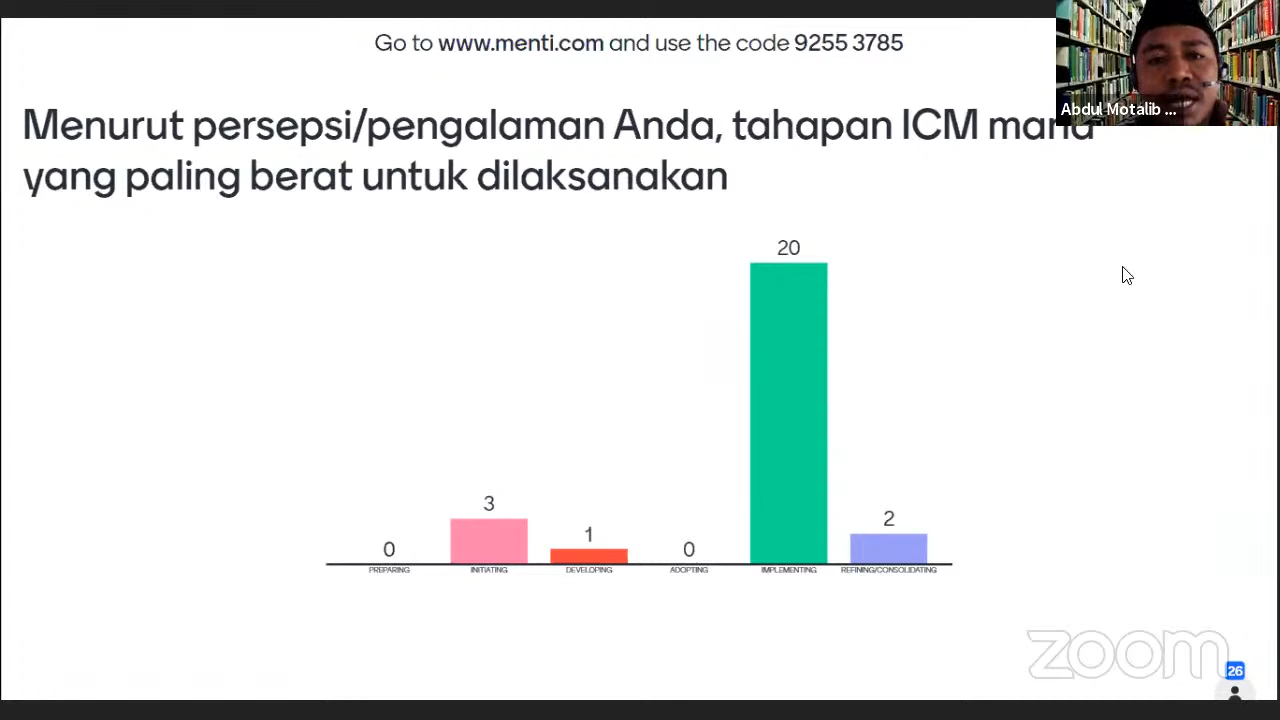 Go to www.menti.com and use the code 9255 3785
Abdul Motalib ...
Menurut persepsi/pengalaman Anda, tahapan ICM mana
yang paling berat untuk dilaksanakan
20
3
2
1
0
0
PREPARING
INITIATING
DEVELOPING
ADOPTING
IMPLEMENTING
REFINING/CONSOLIDATING
zoom
26